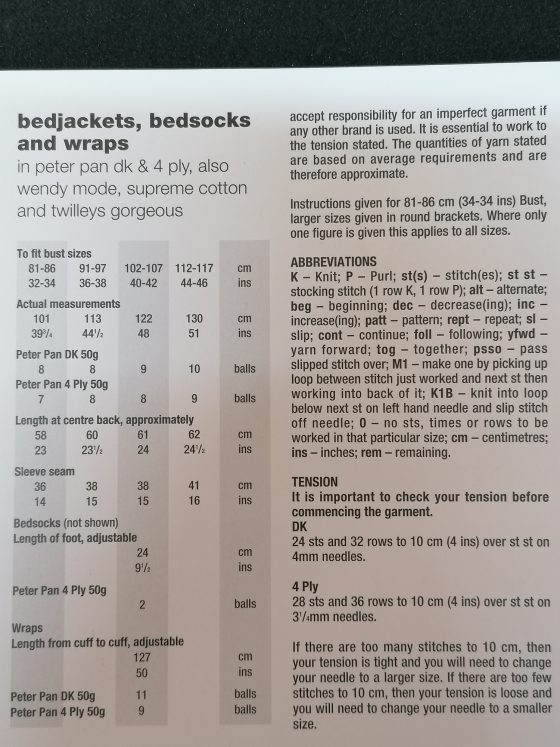 bedjackets, bedsocks
and wraps
in peter pan dk & 4 ply, also
wendy mode, supreme cotton
and twilleys gorgeous
To fit bust sizes
81-86 91-97 102-107 112-117 cm
32-34 36-38 40-42 44-46 ins
Actual measurements
101 113 122 130 cm
39¾ 44½ 48 51 ins
Peter Pan DK 50g
8 8 9 10 balls
Peter Pan 4 Ply 50g
7 8 8 9 balls
Length at centre back, approximately
58 60 61 62 cm
23 23½ 24 24½ ins
Sleeve seam
36 38 38 41 cm
14 15 15 16 ins
Bedsocks (not shown)
Length of foot, adjustable
24 cm
9½ ins
Peter Pan 4 Ply 50g
2 balls
Wraps
Length from cuff to cuff, adjustable
127 cm
50 ins
Peter Pan DK 50g 11 balls
Peter Pan 4 Ply 50g 9 balls
accept responsibility for an imperfect garment if
any other brand is used. It is essential to work to
the tension stated. The quantities of yarn stated
are based on average requirements and are
therefore approximate.
Instructions given for 81-86 cm (34-34 ins) Bust,
larger sizes given in round brackets. Where only
one figure is given this applies to all sizes.
ABBREVIATIONS
K – Knit; P – Purl; st(s) – stitch(es); st st –
stocking stitch (1 row K, 1 row P); alt – alternate;
beg – beginning; dec – decrease(ing); inc –
increase(ing); patt – pattern; rept – repeat; sl –
slip; cont – continue; foll – following; yfwd –
yarn forward; tog – together; psso – pass
slipped stitch over; M1 – make one by picking up
loop between stitch just worked and next st then
working into back of it; K1B – knit into loop
below next st on left hand needle and slip stitch
off needle; 0 – no sts, times or rows to be
worked in that particular size; cm – centimetres;
ins – inches; rem – remaining.
TENSION
It is important to check your tension before
commencing the garment.
DK
24 sts and 32 rows to 10 cm (4 ins) over st st on
4mm needles.
4 Ply
28 sts and 36 rows to 10 cm (4 ins) over st st on
3¼mm needles.
If there are too many stitches to 10 cm, then
your tension is tight and you will need to change
your needle to a larger size. If there are too few
stitches to 10 cm, then your tension is loose and
you will need to change your needle to a smaller
size.